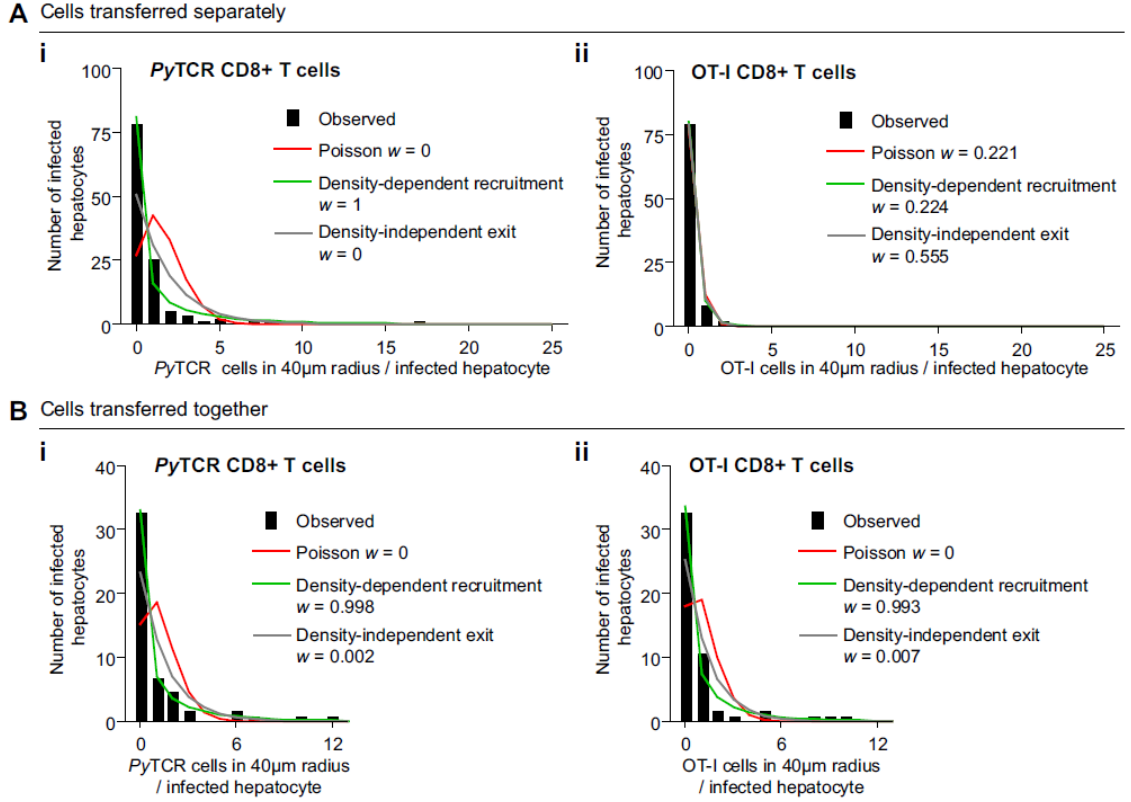 A Cells transferred separately
i
PyTCR CD8+ T cells
100
75
50
25
0
Number of infected
hepatocytes
Observed
Poisson w = 0
Density-dependent recruitment
w = 1
Density-independent exit
w = 0
0 5 10 15 20 25
PyTCR cells in 40µm radius / infected hepatocyte
ii
OT-I CD8+ T cells
100
75
50
25
0
Number of infected
hepatocytes
Observed
Poisson w = 0.221
Density-dependent recruitment
w = 0.224
Density-independent exit
w = 0.555
0 5 10 15 20 25
OT-I cells in 40µm radius / infected hepatocyte
B Cells transferred together
i
PyTCR CD8+ T cells
40
30
20
10
0
Number of infected
hepatocytes
Observed
Poisson w = 0
Density-dependent recruitment
w = 0.998
Density-independent exit
w = 0.002
0 6 12
PyTCR cells in 40µm radius
/ infected hepatocyte
ii
OT-I CD8+ T cells
40
30
20
10
0
Number of infected
hepatocytes
Observed
Poisson w = 0
Density-dependent recruitment
w = 0.993
Density-independent exit
w = 0.007
0 6 12
OT-I cells in 40µm radius
/ infected hepatocyte